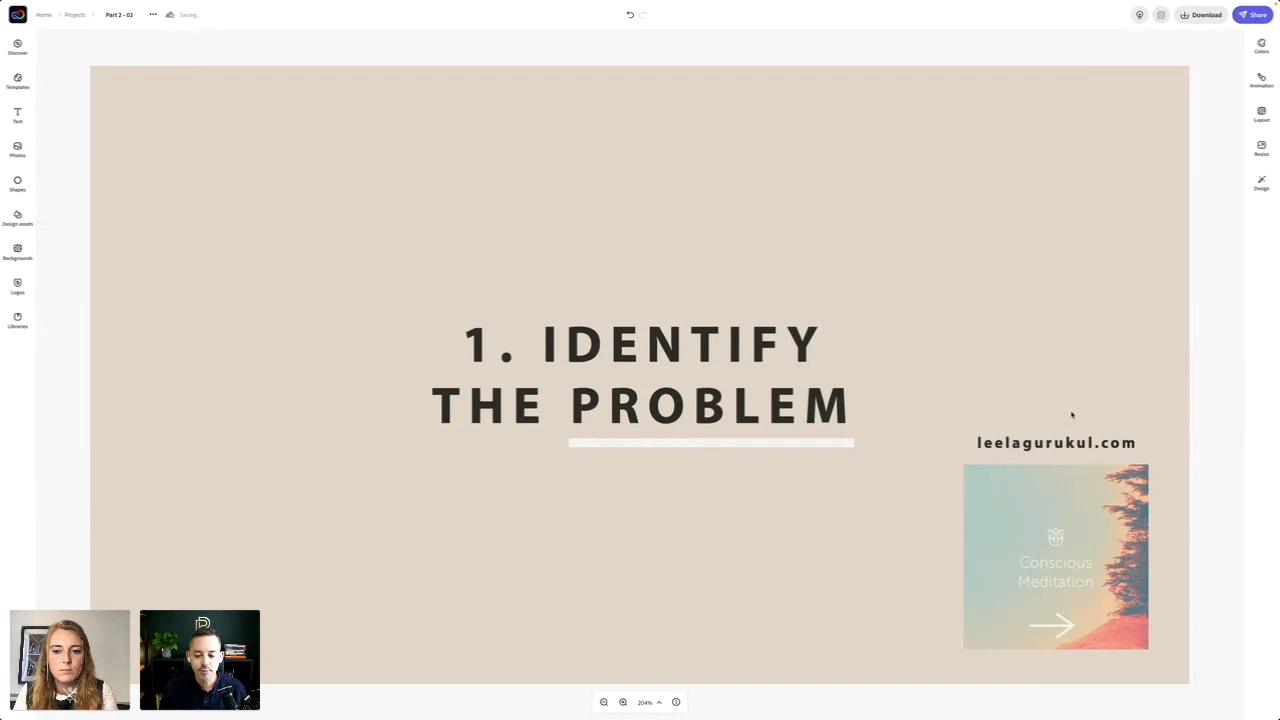 Home
Projects
Part 2 - 02
Saving..
Download
Share
Discover
Templates
Text
Photos
Shapes
Design assets
Backgrounds
Logos
Libraries
Colors
Animation
Layout
Resize
Design
1. IDENTIFY
THE PROBLEM
leelagurukul.com
Conscious
Meditation
204%